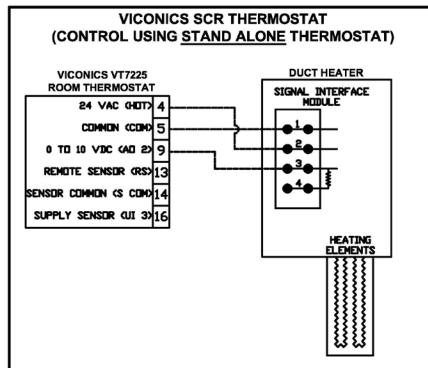 VICONICS SCR THERMOSTAT
(CONTROL USING STAND ALONE THERMOSTAT)
VICONICS VT7225
ROOM THERMOSTAT
24 VAC (HOT) 4
COMMON (COM) 5
0 TO 10 VDC (AO 2) 9
REMOTE SENSOR (RS) 13
SENSOR COMMON (S COM) 14
SUPPLY SENSOR (UI 3) 16
DUCT HEATER
SIGNAL INTERFACE
MODULE
1
2
3
4
HEATING
ELEMENTS